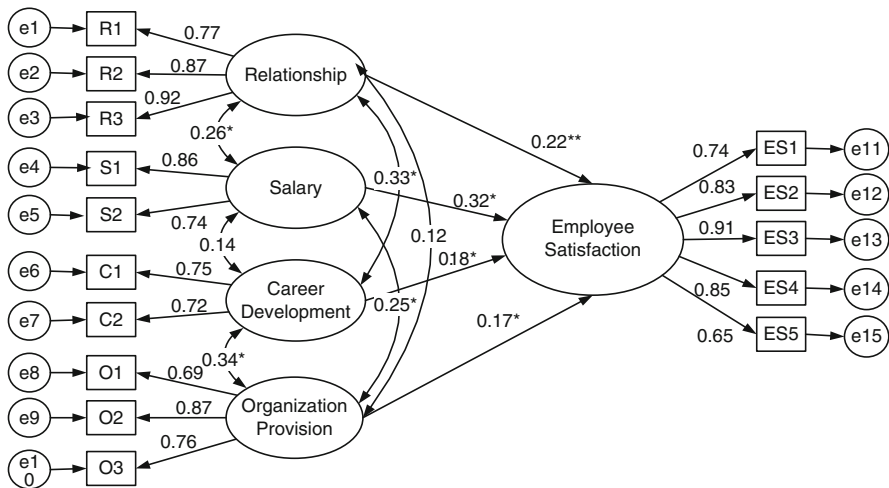 e1 R1 0.77
e2 R2 0.87 Relationship
e3 R3 0.92
0.26*
0.22**
e4 S1 0.86
Salary
0.33*
0.32*
e5 S2 0.74
0.14
0.12
e6 C1 0.75
Career
Development
0.18*
e7 C2 0.72
0.25*
0.34*
0.17*
e8 O1 0.69
e9 O2 0.87
Organization
Provision
e1
0
O3 0.76
Employee
Satisfaction
0.74 ES1 e11
0.83 ES2 e12
0.91 ES3 e13
0.85 ES4 e14
0.65 ES5 e15